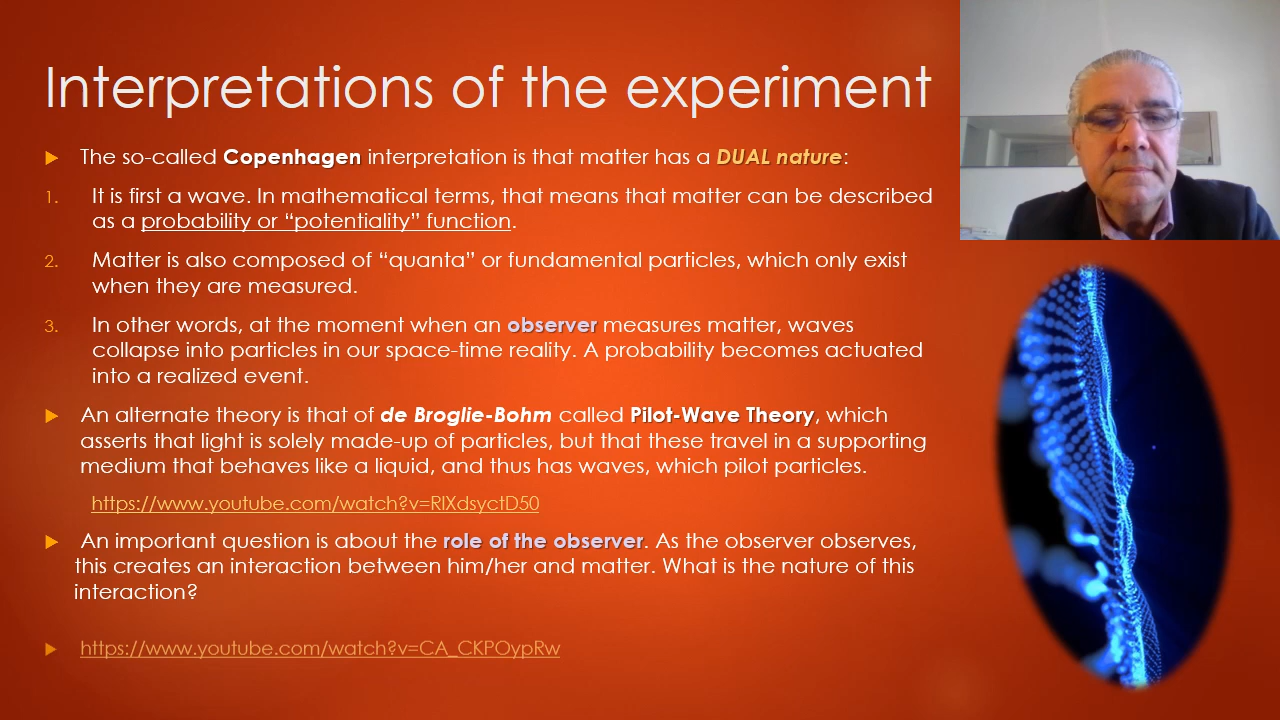 Interpretations of the experiment
The so-called Copenhagen interpretation is that matter has a DUAL nature:
1. It is first a wave. In mathematical terms, that means that matter can be described
as a probability or “potentiality” function.
2. Matter is also composed of “quanta” or fundamental particles, which only exist
when they are measured.
3. In other words, at the moment when an observer measures matter, waves
collapse into particles in our space-time reality. A probability becomes actuated
into a realized event.
An alternate theory is that of de Broglie-Bohm called Pilot-Wave Theory, which
asserts that light is solely made-up of particles, but that these travel in a supporting
medium that behaves like a liquid, and thus has waves, which pilot particles.
https://www.youtube.com/watch?v=RlXdsyctD50
An important question is about the role of the observer. As the observer observes,
this creates an interaction between him/her and matter. What is the nature of this
interaction?
https://www.youtube.com/watch?v=CA_CKPOypRw